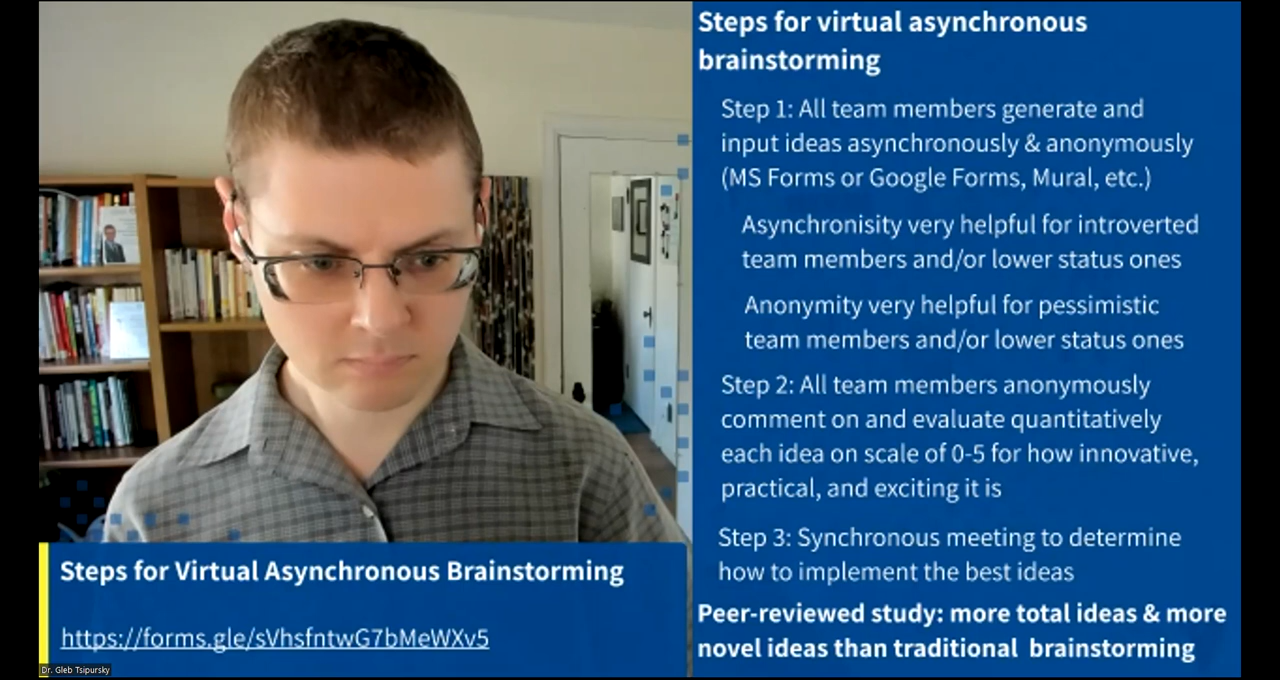 Steps for virtual asynchronous
brainstorming
Step 1: All team members generate and
input ideas asynchronously & anonymously
(MS Forms or Google Forms, Mural, etc.)
Asynchronisity very helpful for introverted
team members and/or lower status ones
Anonymity very helpful for pessimistic
team members and/or lower status ones
Step 2: All team members anonymously
comment on and evaluate quantitatively
each idea on scale of 0-5 for how innovative,
practical, and exciting it is
Step 3: Synchronous meeting to determine
how to implement the best ideas
Peer-reviewed study: more total ideas & more
novel ideas than traditional brainstorming
Steps for Virtual Asynchronous Brainstorming
https://forms.gle/sVhsfntwG7bMeWXv5
Dr. Gleb Tsipursky